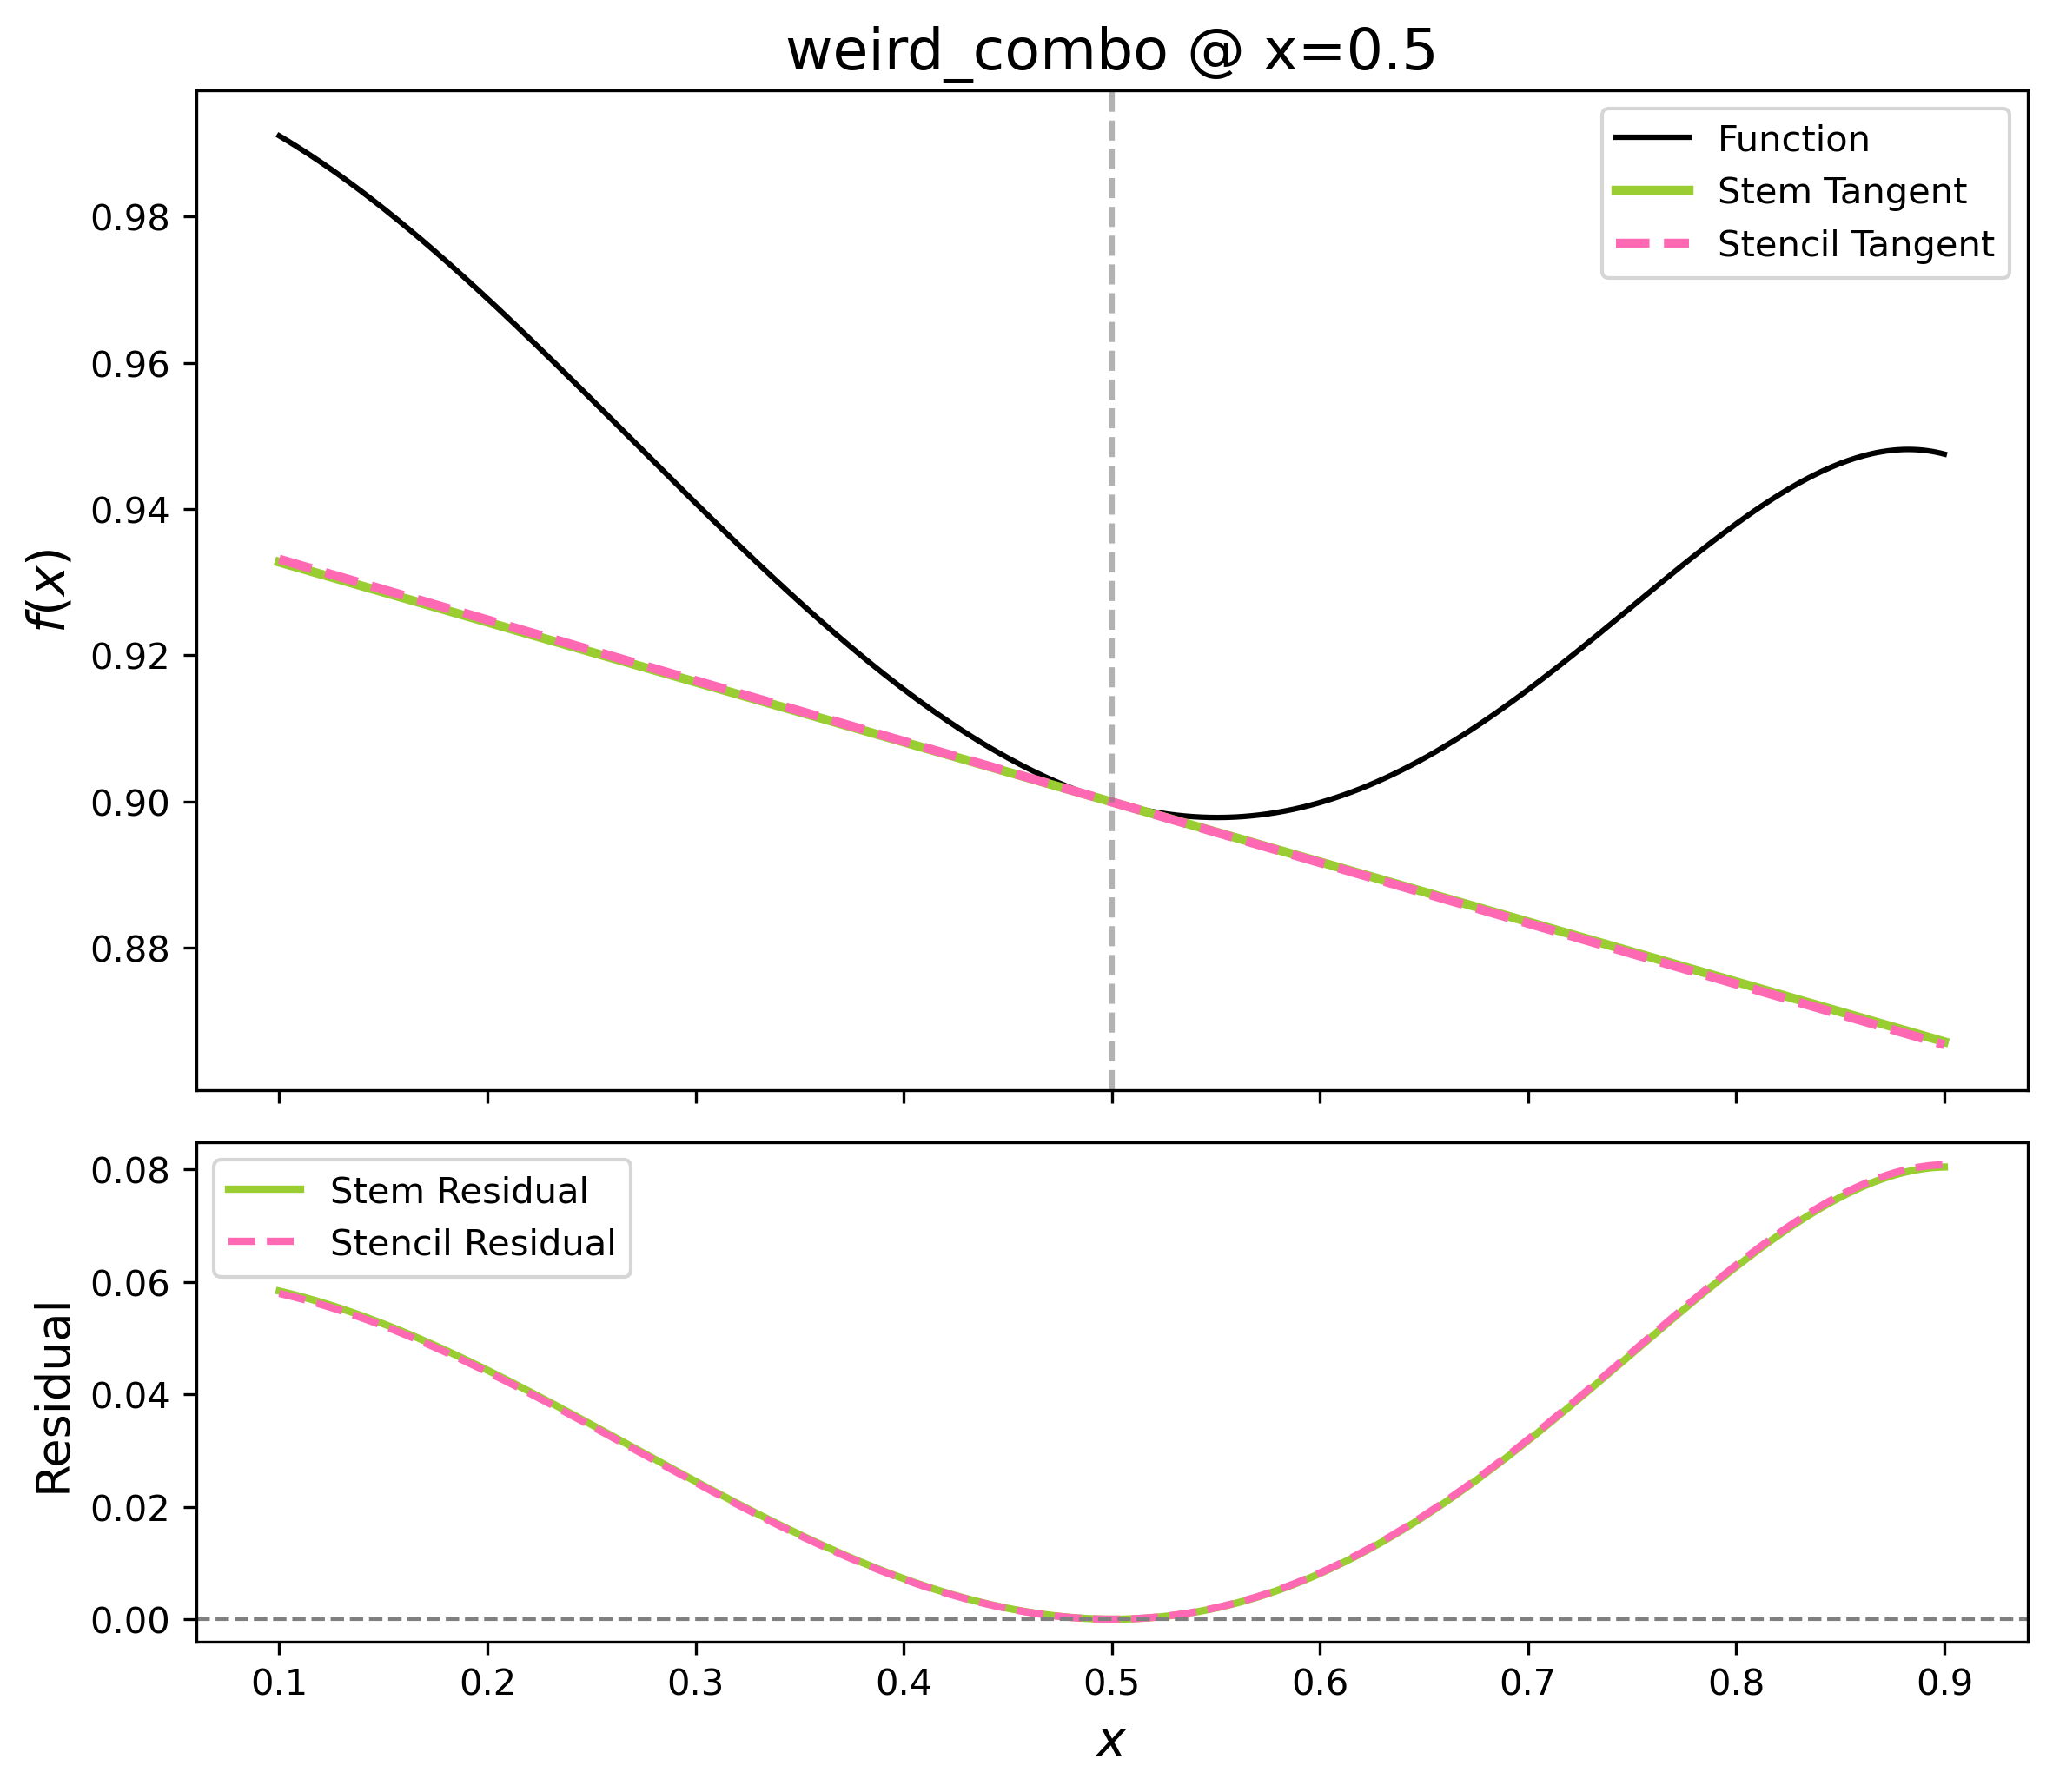 weird_combo @ x=0.5
Function
Stem Tangent
Stencil Tangent
f(x)
0.98
0.96
0.94
0.92
0.90
0.88
Stem Residual
Stencil Residual
Residual
0.08
0.06
0.04
0.02
0.00
0.1 0.2 0.3 0.4 0.5 0.6 0.7 0.8 0.9
x